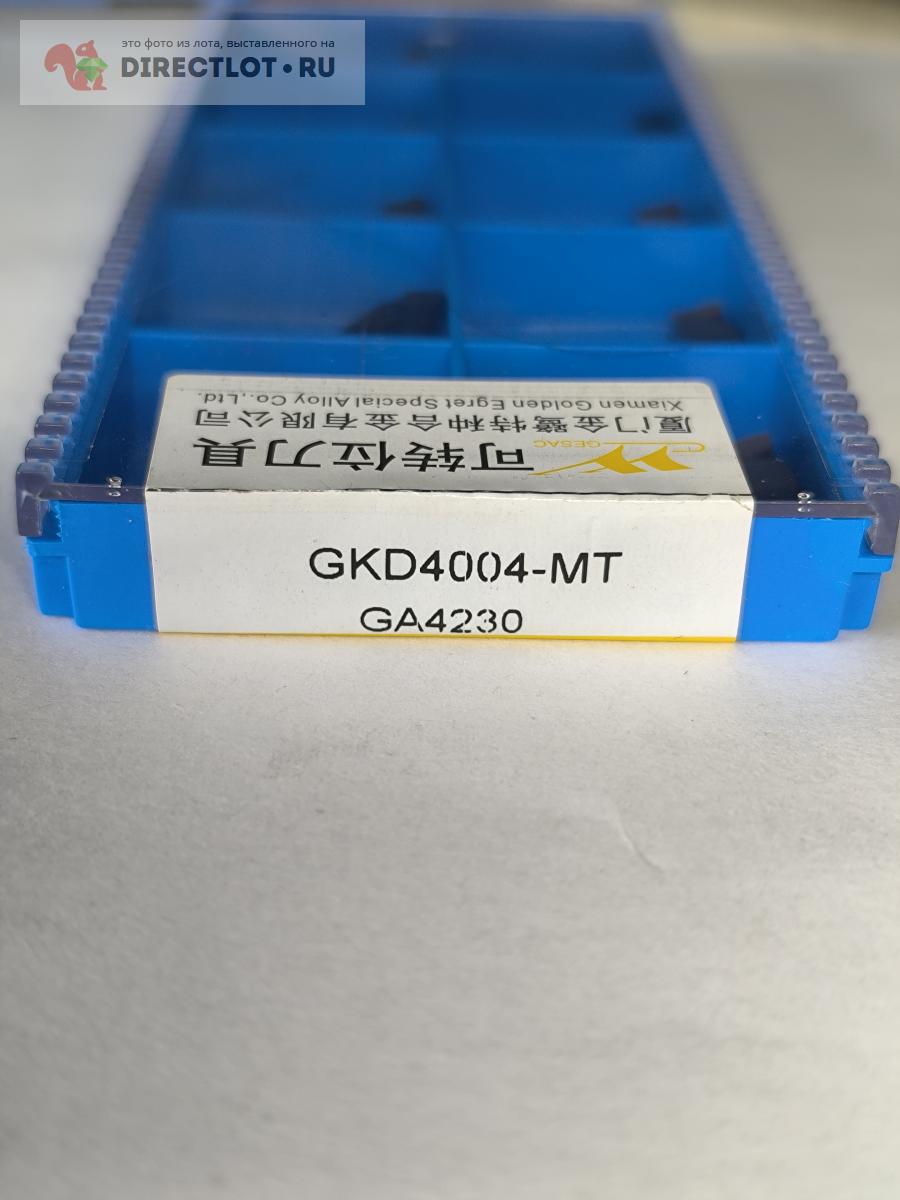 это фото из лота, выставленного на
DIRECTLOT•RU
可转位刀具
GESAC
厦门金鹭特种合金有限公司
Xiamen Golden Egret Special Alloy Co., Ltd.
GKD4004-MT
GA4230